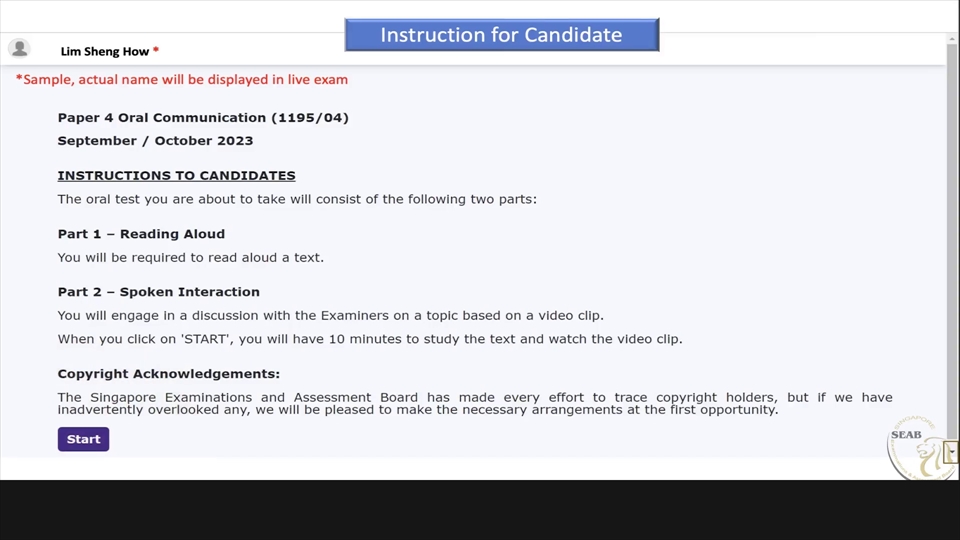 Instruction for Candidate
Lim Sheng How *
*Sample, actual name will be displayed in live exam
Paper 4 Oral Communication (1195/04)
September / October 2023
INSTRUCTIONS TO CANDIDATES
The oral test you are about to take will consist of the following two parts:
Part 1 – Reading Aloud
You will be required to read aloud a text.
Part 2 – Spoken Interaction
You will engage in a discussion with the Examiners on a topic based on a video clip.
When you click on 'START', you will have 10 minutes to study the text and watch the video clip.
Copyright Acknowledgements:
The Singapore Examinations and Assessment Board has made every effort to trace copyright holders, but if we have
inadvertently overlooked any, we will be pleased to make the necessary arrangements at the first opportunity.
Start
SEAB